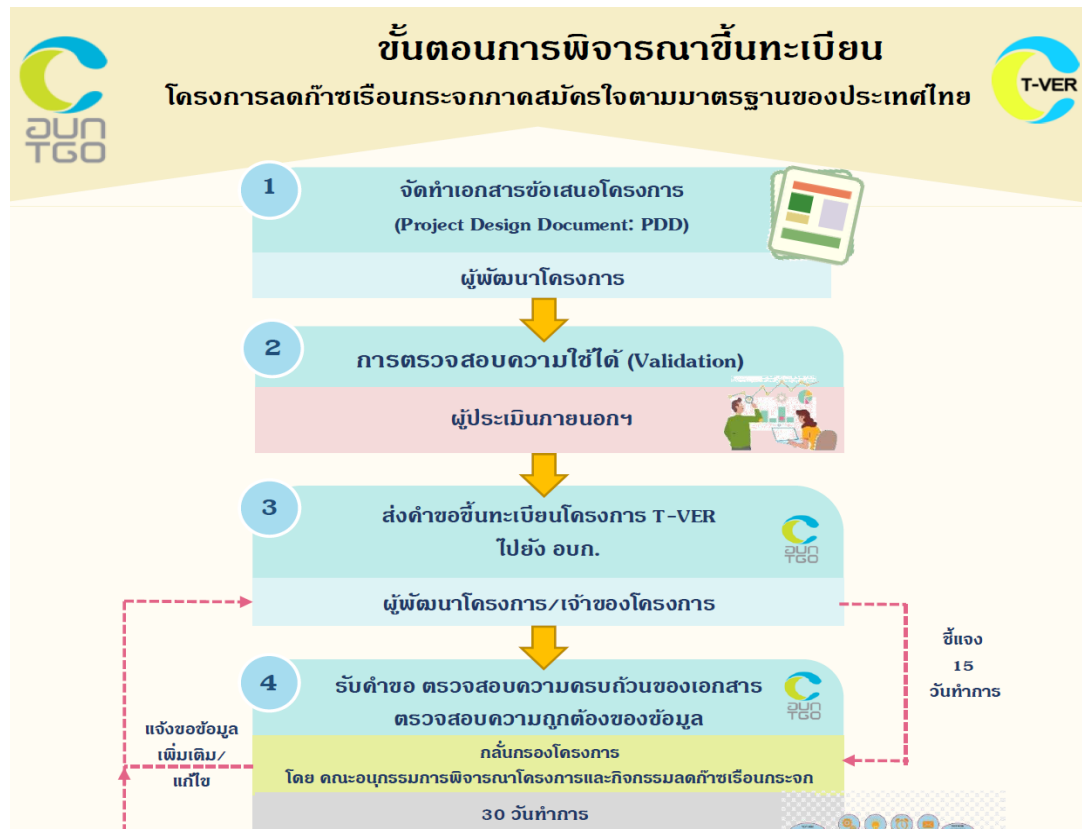 ขั้นตอนการพิจารณาขึ้นทะเบียน
โครงการลดก๊าซเรือนกระจกภาคสมัครใจตามมาตรฐานของประเทศไทย
อบก
TGO
T-VER
1
จัดทำเอกสารข้อเสนอโครงการ
(Project Design Document: PDD)
ผู้พัฒนาโครงการ
2
การตรวจสอบความใช้ได้ (Validation)
ผู้ประเมินภายนอกฯ
3
ส่งคำขอขึ้นทะเบียนโครงการ T-VER
ไปยัง อบก.
อบก
TGO
ผู้พัฒนาโครงการ/เจ้าของโครงการ
ชี้แจง
15
วันทำการ
4
รับคำขอ ตรวจสอบความครบถ้วนของเอกสาร
ตรวจสอบความถูกต้องของข้อมูล
อบก
TGO
แจ้งขอข้อมูล
เพิ่มเติม/
แก้ไข
กลั่นกรองโครงการ
โดย คณะอนุกรรมการพิจารณาโครงการและกิจกรรมลดก๊าซเรือนกระจก
30 วันทำการ